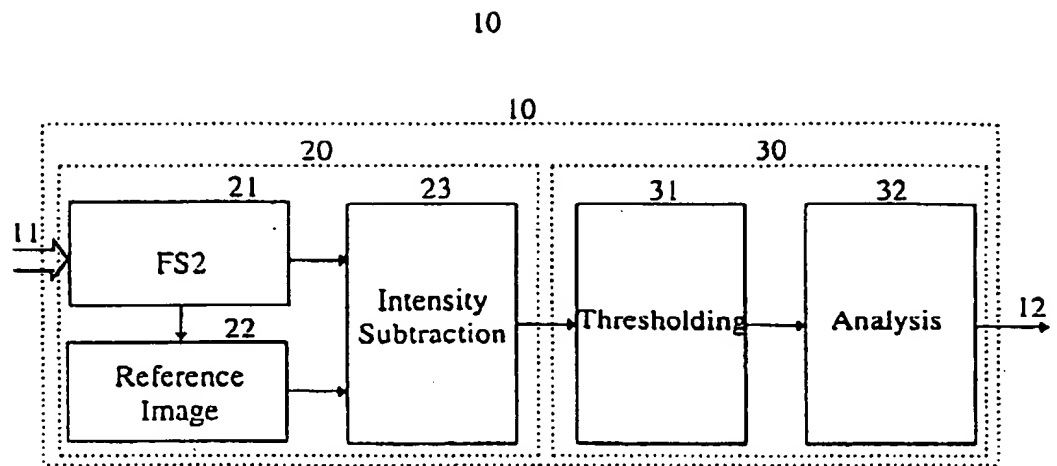 10
10
20
30
21
23
31
32
11
FS2
22
Intensity
Subtraction
Thresholding
Analysis
12
Reference
Image